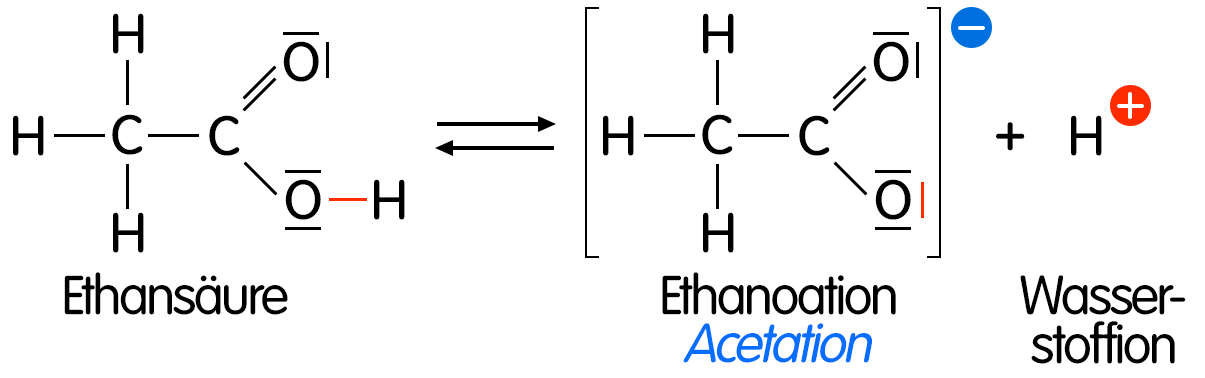 H O
H C C
O H
H
H O
H C C
O
H
−
+ H +
Ethansäure
Ethanoation
Acetation
Wasser-
stoffion